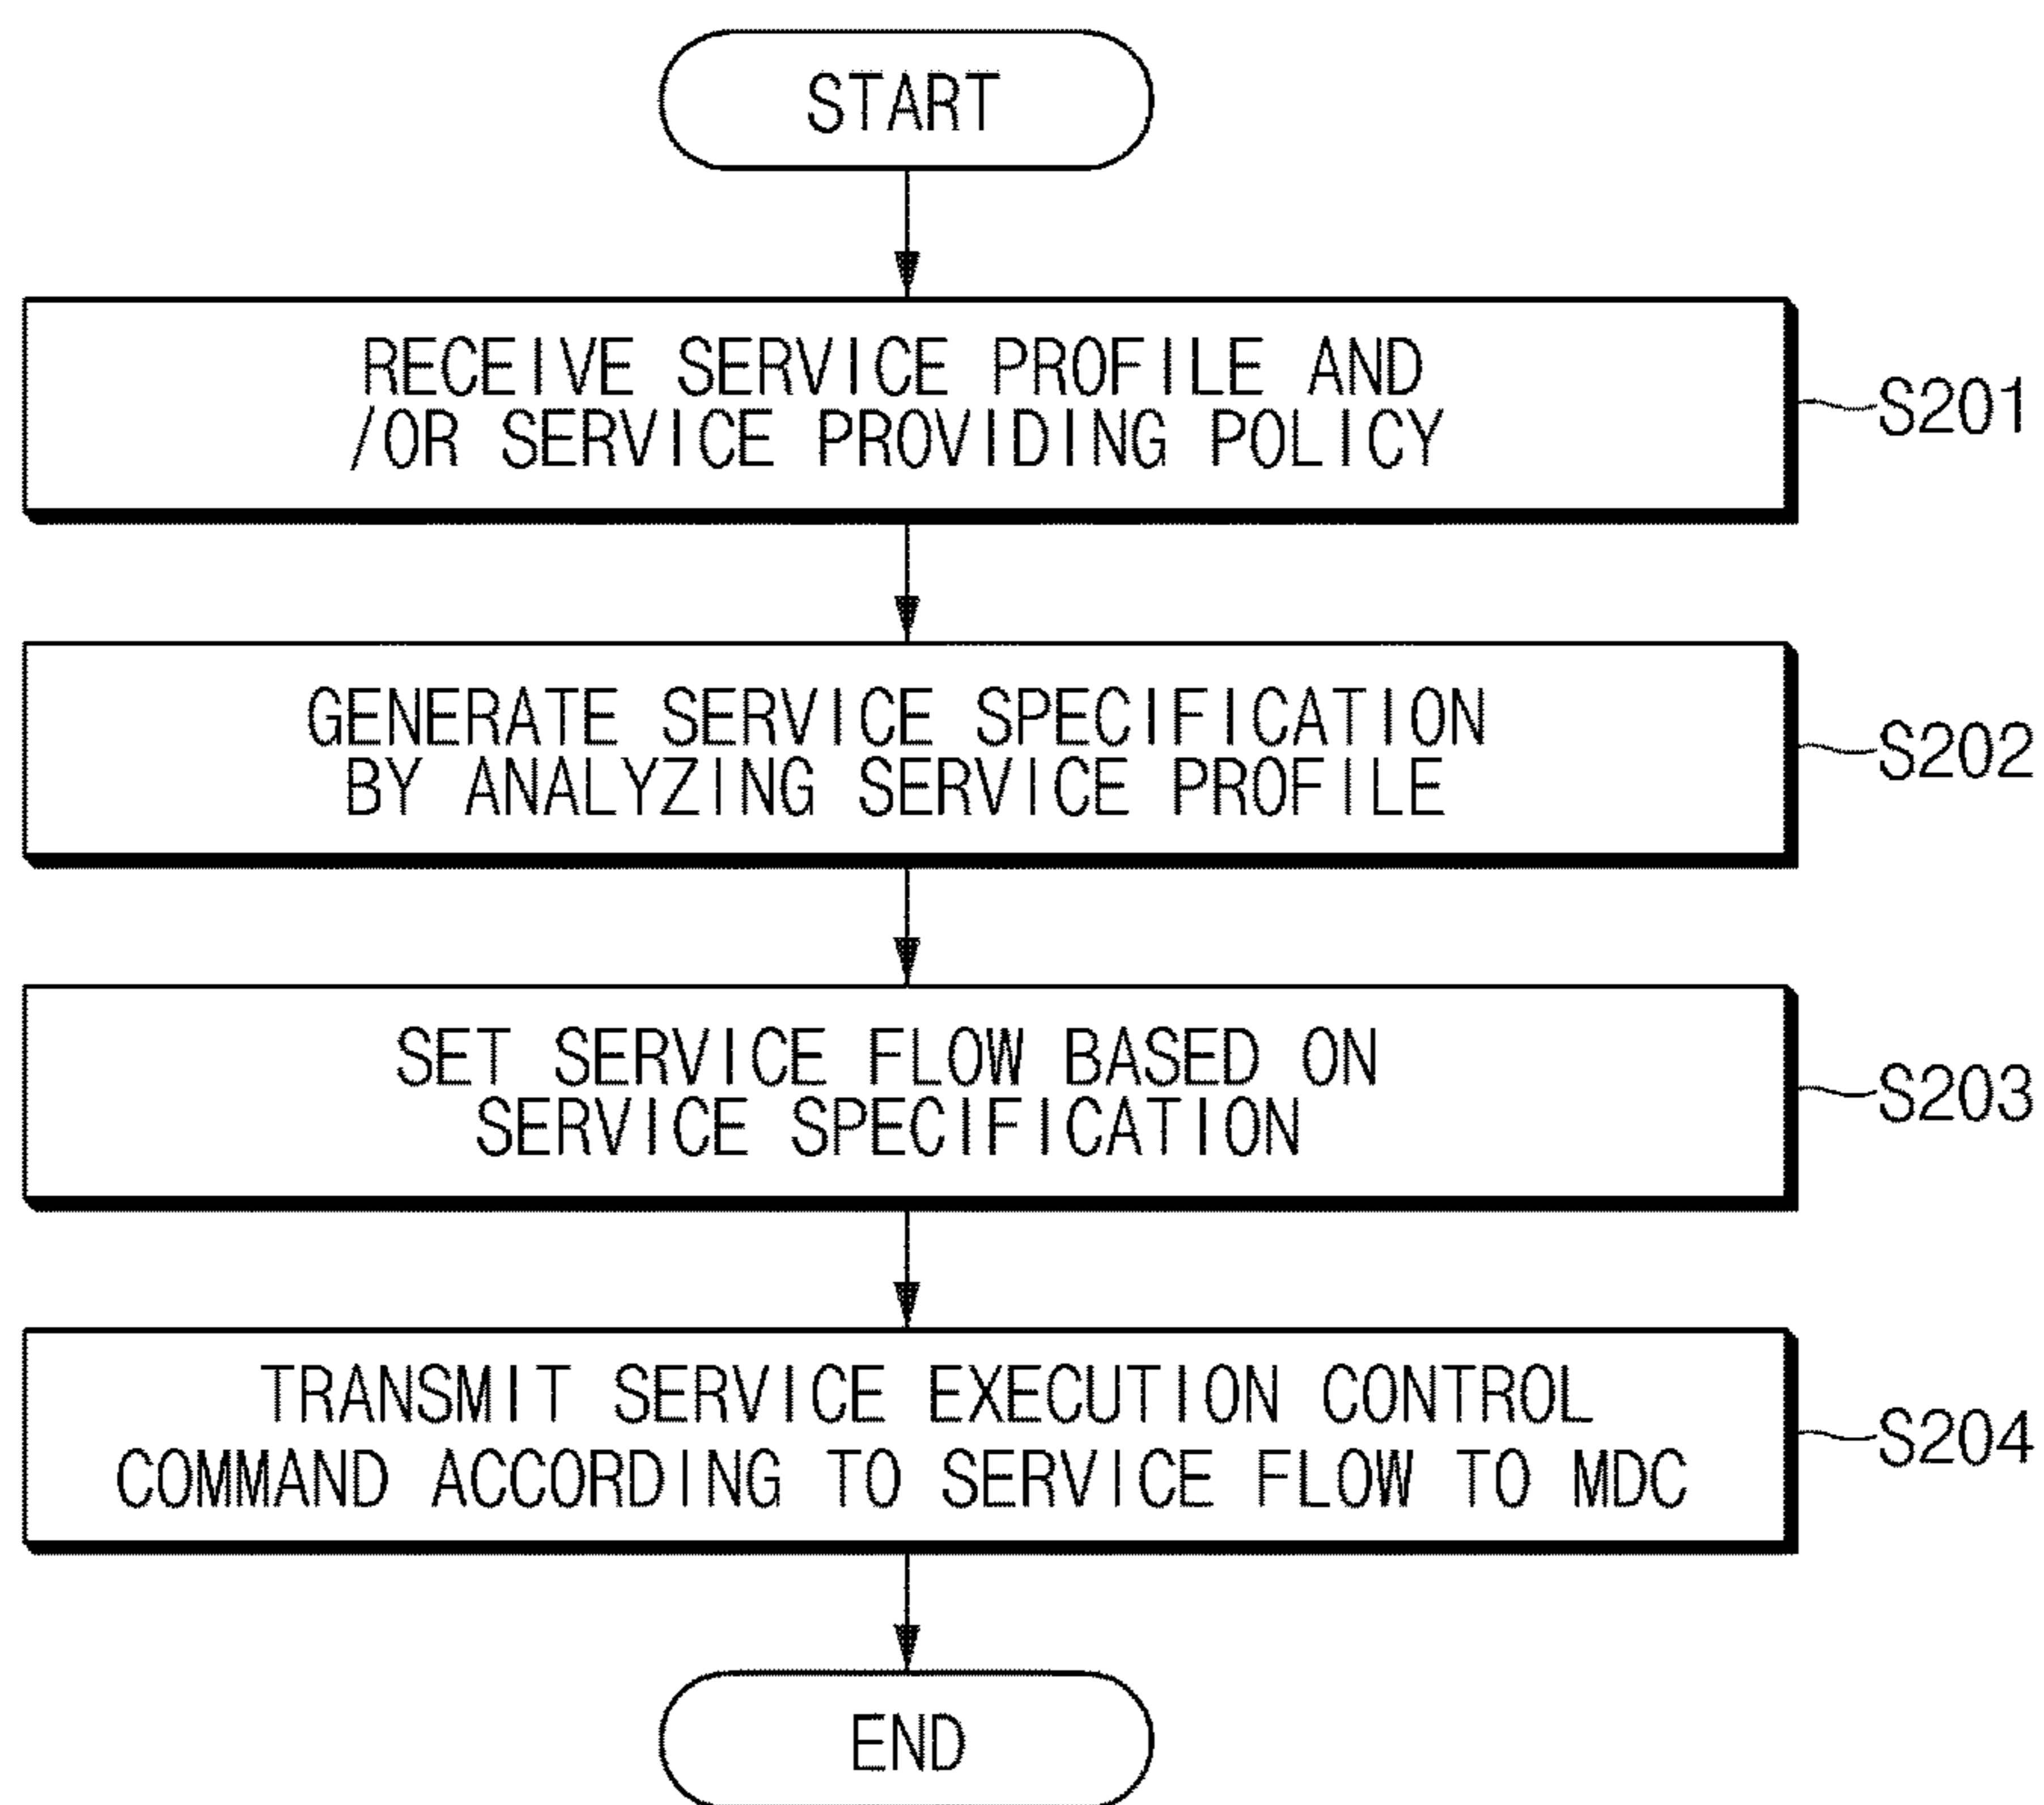 START
RECEIVE SERVICE PROFILE AND
/OR SERVICE PROVIDING POLICY
S201
GENERATE SERVICE SPECIFICATION
BY ANALYZING SERVICE PROFILE
S202
SET SERVICE FLOW BASED ON
SERVICE SPECIFICATION
S203
TRANSMIT SERVICE EXECUTION CONTROL
COMMAND ACCORDING TO SERVICE FLOW TO MDC
S204
END